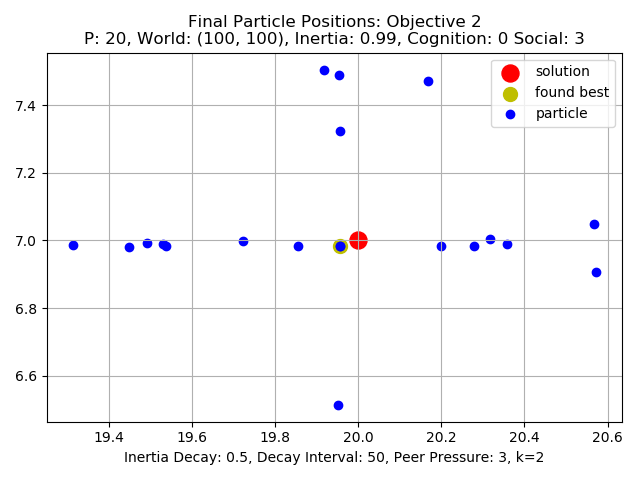 Final Particle Positions: Objective 2
P: 20, World: (100, 100), Inertia: 0.99, Cognition: 0 Social: 3
solution
found best
particle
7.4
7.2
7.0
6.8
6.6
19.4 19.6 19.8 20.0 20.2 20.4 20.6
Inertia Decay: 0.5, Decay Interval: 50, Peer Pressure: 3, k=2